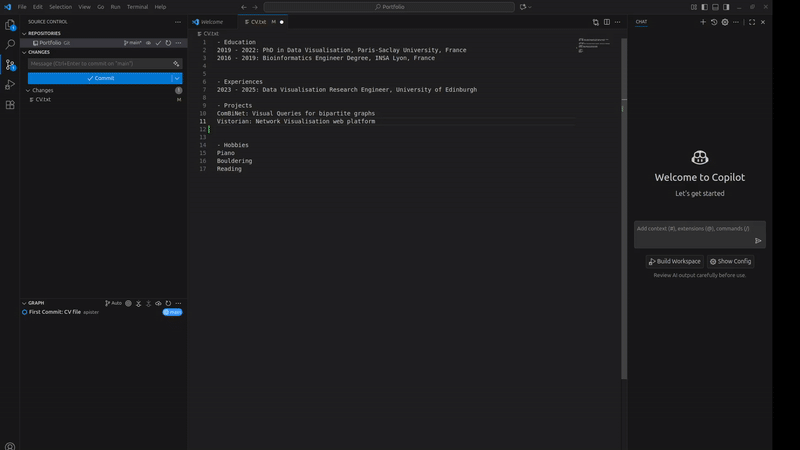 File Edit Selection View Go Run Terminal Help
Portfolio
SOURCE CONTROL
REPOSITORIES
Portfolio Git main*
CHANGES
Message (Ctrl+Enter to commit on "main")
Commit
Changes 1
CV.txt M
GRAPH Auto
First Commit: CV file apister main
Welcome CV.txt M
CV.txt
1 - Education
2 2019 - 2022: PhD in Data Visualisation, Paris-Saclay University, France
3 2016 - 2019: Bioinformatics Engineer Degree, INSA Lyon, France
4
5
6 - Experiences
7 2023 - 2025: Data Visualisation Research Engineer, University of Edinburgh
8
9 - Projects
10 ComBiNet: Visual Queries for bipartite graphs
11 Vistorian: Network Visualisation web platform
12
13
14 - Hobbies
15 Piano
16 Bouldering
17 Reading
CHAT
Welcome to Copilot
Let's get started
Add context (#), extensions (@), commands (/)
Build Workspace Show Config
Review AI output carefully before use.